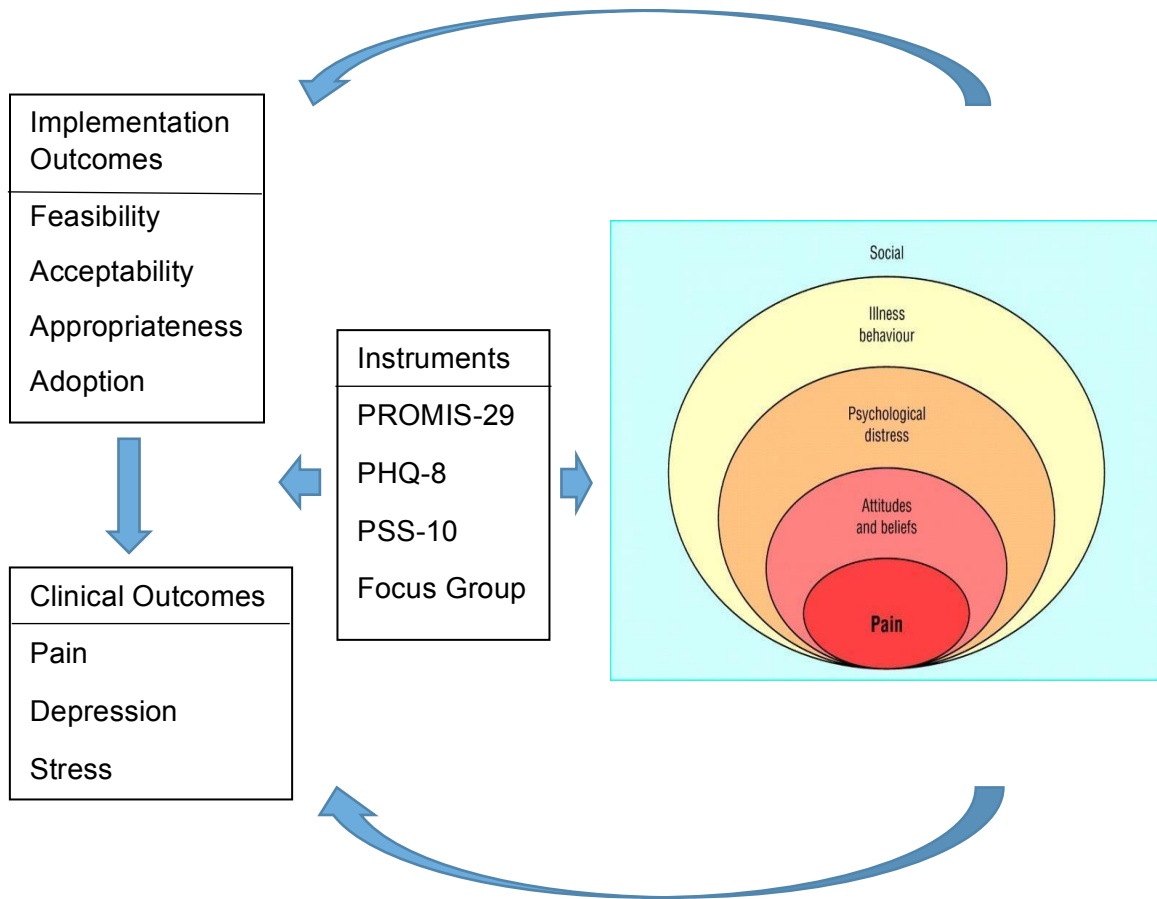 Implementation
Outcomes
Feasibility
Acceptability
Appropriateness
Adoption
Clinical Outcomes
Pain
Depression
Stress
Instruments
PROMIS-29
PHQ-8
PSS-10
Focus Group
Social
Illness
behaviour
Psychological
distress
Attitudes
and beliefs
Pain